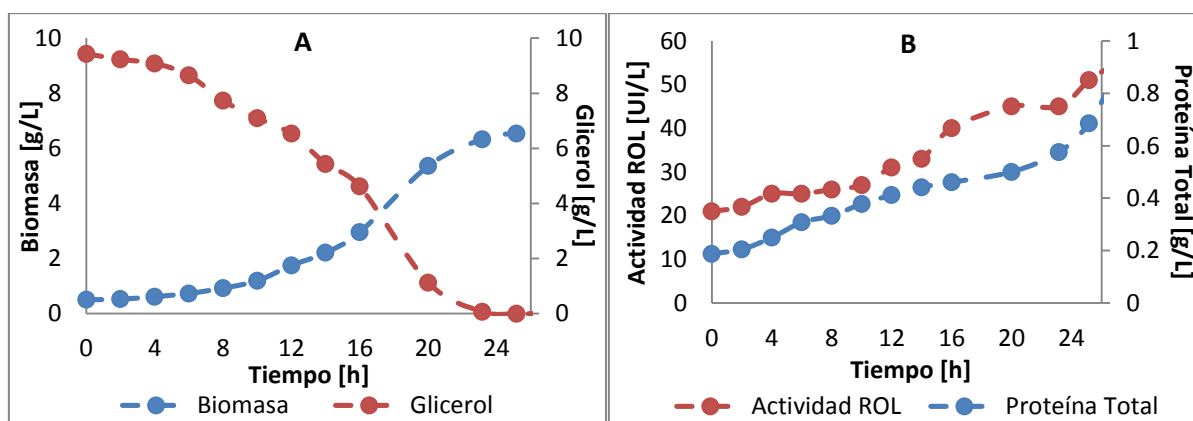 A
10
8
6
4
2
0
Biomasa [g/L]
10
8
6
4
2
0
Glicerol [g/L]
0 4 8 12 16 20 24
Tiempo [h]
Biomasa Glicerol
B
60
50
40
30
20
10
0
Actividad ROL [UI/L]
1
0.8
0.6
0.4
0.2
0
Proteína Total [g/L]
0 4 8 12 16 20 24
Tiempo [h]
Actividad ROL Proteína Total